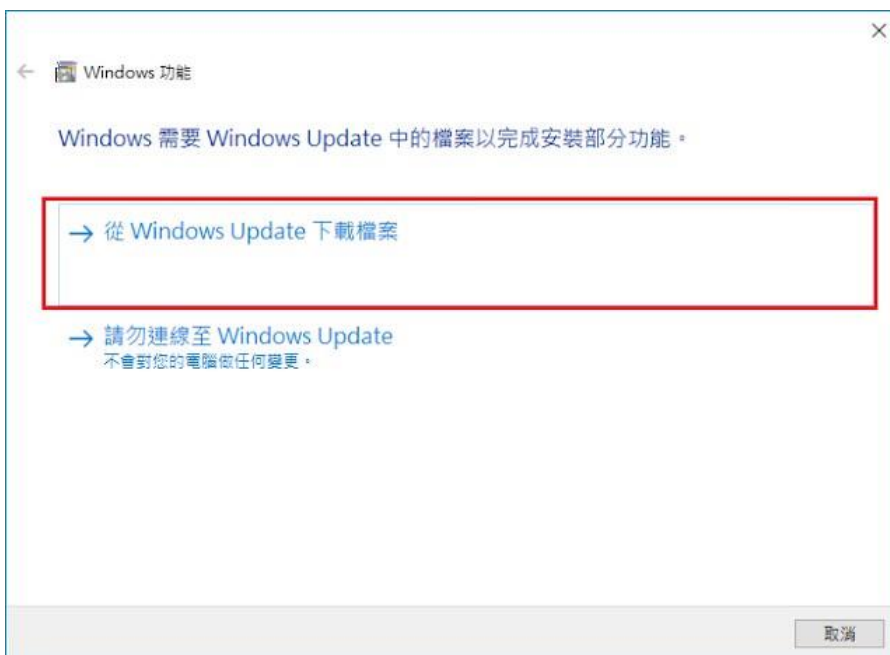 Windows 功能
Windows 需要 Windows Update 中的檔案以完成安裝部分功能。
從 Windows Update 下載檔案
請勿連線至 Windows Update
不會對您的電腦做任何變更。
取消